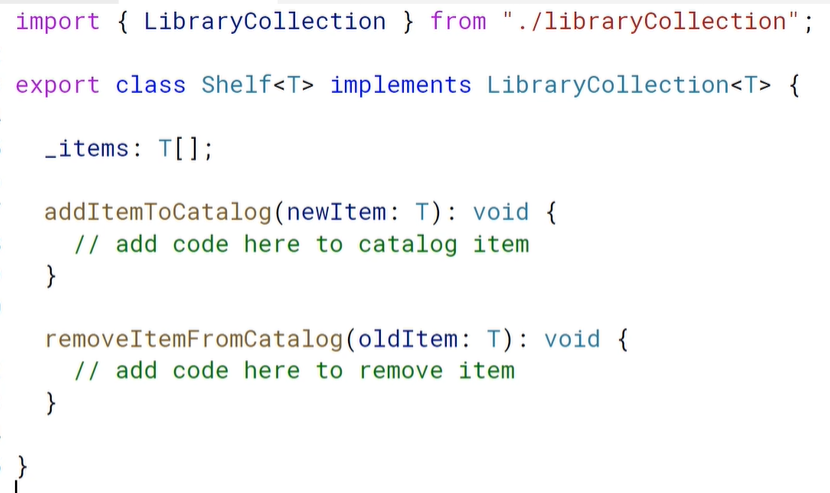 import { LibraryCollection } from "./libraryCollection";
export class Shelf<T> implements LibraryCollection<T> {
_items: T[];
addItemToCatalog(newItem: T): void {
// add code here to catalog item
}
removeItemFromCatalog(oldItem: T): void {
// add code here to remove item
}
}